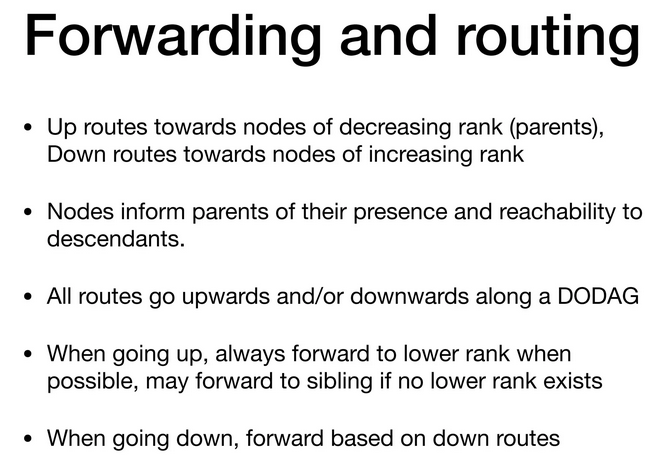 Forwarding and routing
• Up routes towards nodes of decreasing rank (parents),
Down routes towards nodes of increasing rank
• Nodes inform parents of their presence and reachability to
descendants.
• All routes go upwards and/or downwards along a DODAG
• When going up, always forward to lower rank when
possible, may forward to sibling if no lower rank exists
• When going down, forward based on down routes